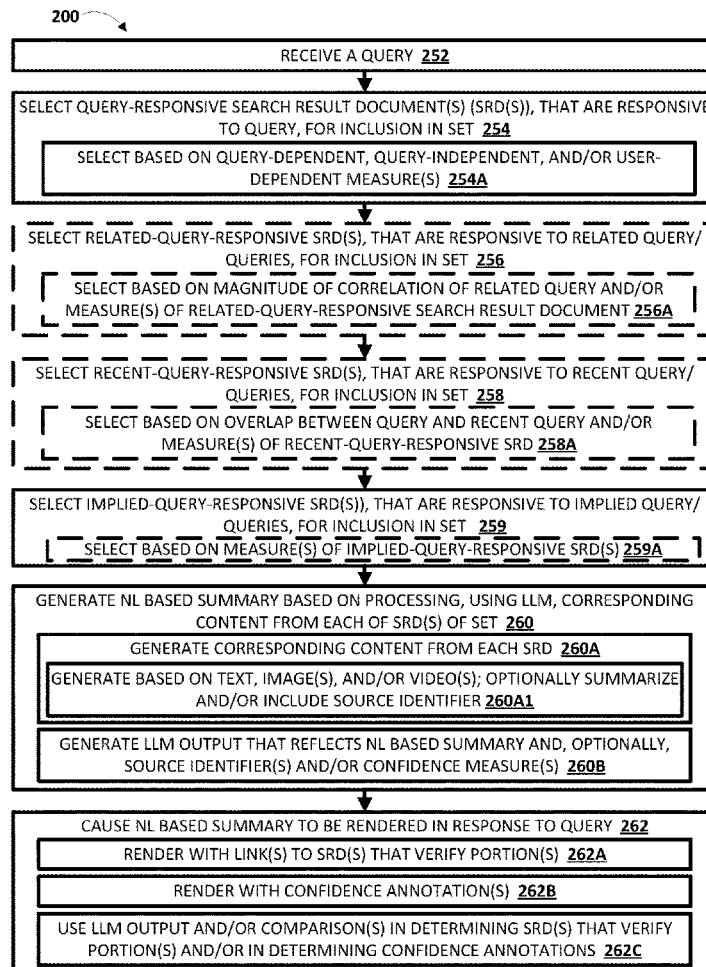 200
RECEIVE A QUERY 252
SELECT QUERY-RESPONSIVE SEARCH RESULT DOCUMENT(S) (SRD(S)), THAT ARE RESPONSIVE
TO QUERY, FOR INCLUSION IN SET 254
SELECT BASED ON QUERY-DEPENDENT, QUERY-INDEPENDENT, AND/OR USER-
DEPENDENT MEASURE(S) 254A
SELECT RELATED-QUERY-RESPONSIVE SRD(S), THAT ARE RESPONSIVE TO RELATED QUERY/
QUERIES, FOR INCLUSION IN SET 256
SELECT BASED ON MAGNITUDE OF CORRELATION OF RELATED QUERY AND/OR
MEASURE(S) OF RELATED-QUERY-RESPONSIVE SEARCH RESULT DOCUMENT 256A
SELECT RECENT-QUERY-RESPONSIVE SRD(S), THAT ARE RESPONSIVE TO RECENT QUERY/
QUERIES, FOR INCLUSION IN SET 258
SELECT BASED ON OVERLAP BETWEEN QUERY AND RECENT QUERY AND/OR
MEASURE(S) OF RECENT-QUERY-RESPONSIVE SRD 258A
SELECT IMPLIED-QUERY-RESPONSIVE SRD(S)), THAT ARE RESPONSIVE TO IMPLIED QUERY/
QUERIES, FOR INCLUSION IN SET 259
SELECT BASED ON MEASURE(S) OF IMPLIED-QUERY-RESPONSIVE SRD(S) 259A
GENERATE NL BASED SUMMARY BASED ON PROCESSING, USING LLM, CORRESPONDING
CONTENT FROM EACH OF SRD(S) OF SET 260
GENERATE CORRESPONDING CONTENT FROM EACH SRD 260A
GENERATE BASED ON TEXT, IMAGE(S), AND/OR VIDEO(S); OPTIONALLY SUMMARIZE
AND/OR INCLUDE SOURCE IDENTIFIER 260A1
GENERATE LLM OUTPUT THAT REFLECTS NL BASED SUMMARY AND, OPTIONALLY,
SOURCE IDENTIFIER(S) AND/OR CONFIDENCE MEASURE(S) 260B
CAUSE NL BASED SUMMARY TO BE RENDERED IN RESPONSE TO QUERY 262
RENDER WITH LINK(S) TO SRD(S) THAT VERIFY PORTION(S) 262A
RENDER WITH CONFIDENCE ANNOTATION(S) 262B
USE LLM OUTPUT AND/OR COMPARISON(S) IN DETERMINING SRD(S) THAT VERIFY
PORTION(S) AND/OR IN DETERMINING CONFIDENCE ANNOTATIONS 262C